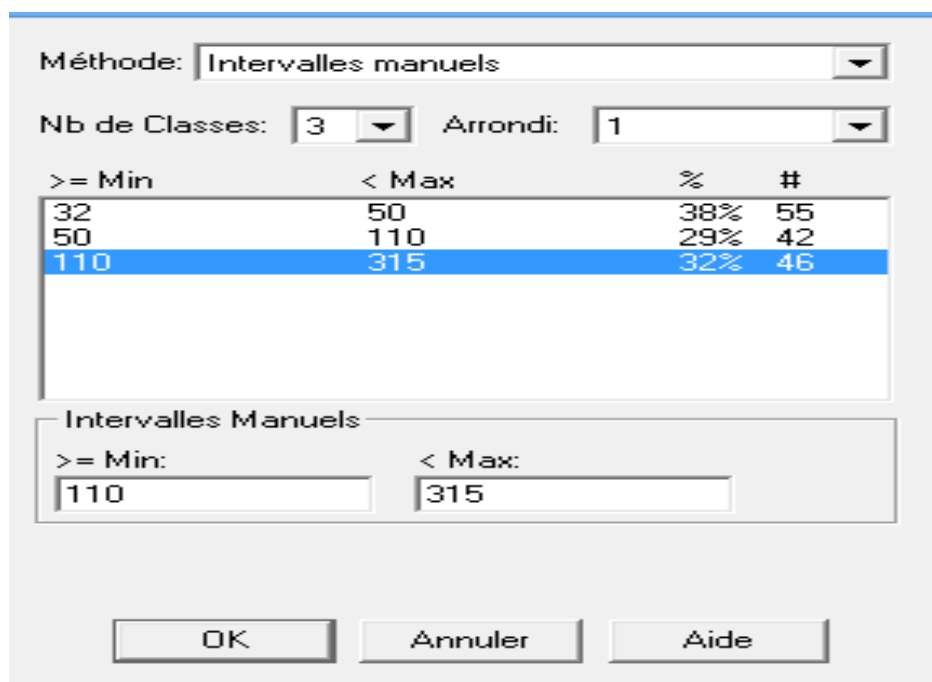 Méthode: Intervalles manuels
Nb de Classes: 3 Arrondi: 1
>= Min < Max % #
32 50 38% 55
50 110 29% 42
110 315 32% 46
Intervalles Manuels
>= Min: < Max:
110 315
OK Annuler Aide